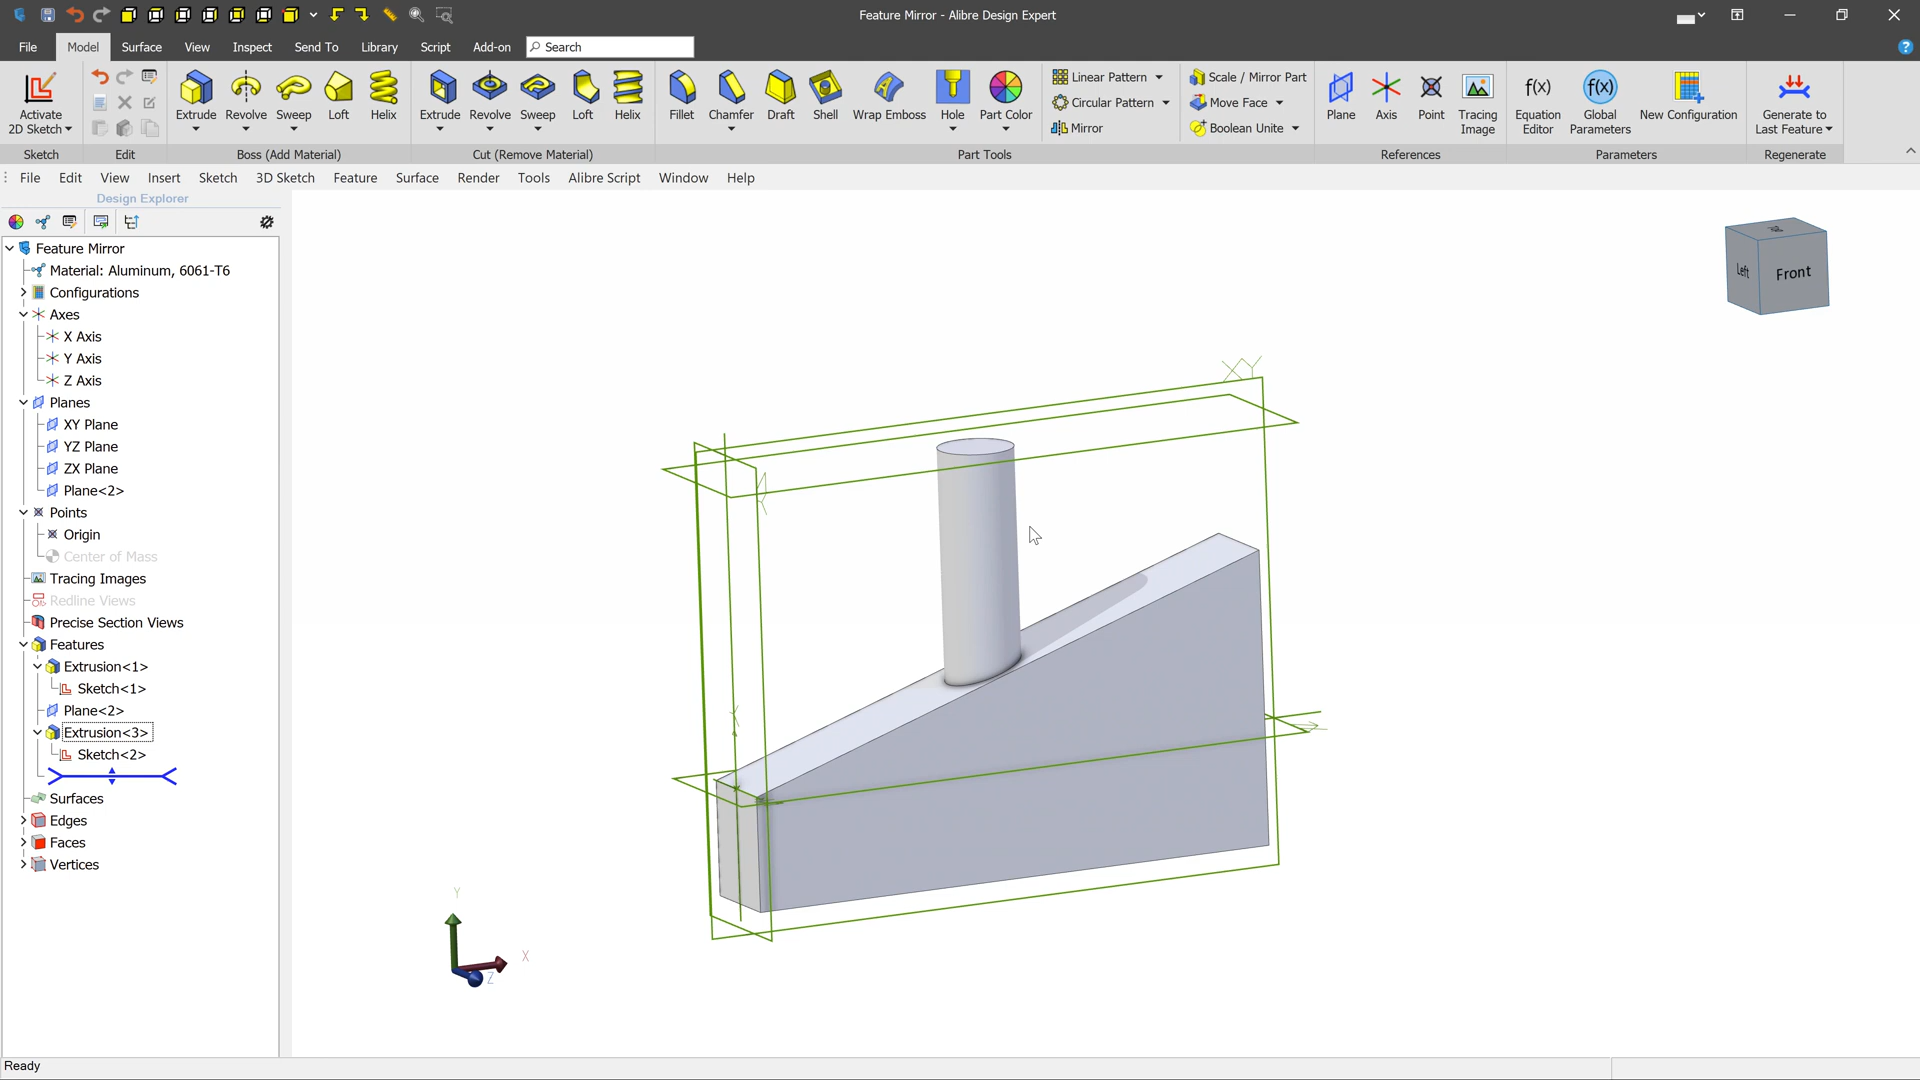 Feature Mirror - Alibre Design Expert
File Model Surface View Inspect Send To Library Script Add-on Search
Activate 2D Sketch
Extrude Revolve Sweep Loft Helix
Extrude Revolve Sweep Loft Helix
Fillet Chamfer Draft Shell Wrap Emboss Hole Part Color
Linear Pattern
Circular Pattern
Mirror
Scale / Mirror Part
Move Face
Boolean Unite
Plane Axis Point Tracing Image
f(x) Equation Editor
f(x) Global Parameters
New Configuration
Generate to Last Feature
Sketch Edit Boss (Add Material) Cut (Remove Material) Part Tools References Parameters Regenerate
File Edit View Insert Sketch 3D Sketch Feature Surface Render Tools Alibre Script Window Help
Design Explorer
Feature Mirror
Material: Aluminum, 6061-T6
Configurations
Axes
X Axis
Y Axis
Z Axis
Planes
XY Plane
YZ Plane
ZX Plane
Plane<2>
Points
Origin
Center of Mass
Tracing Images
Redline Views
Precise Section Views
Features
Extrusion<1>
Sketch<1>
Plane<2>
Extrusion<3>
Sketch<2>
Surfaces
Edges
Faces
Vertices
Top
Left
Front
XY
Y
X
Z
Ready